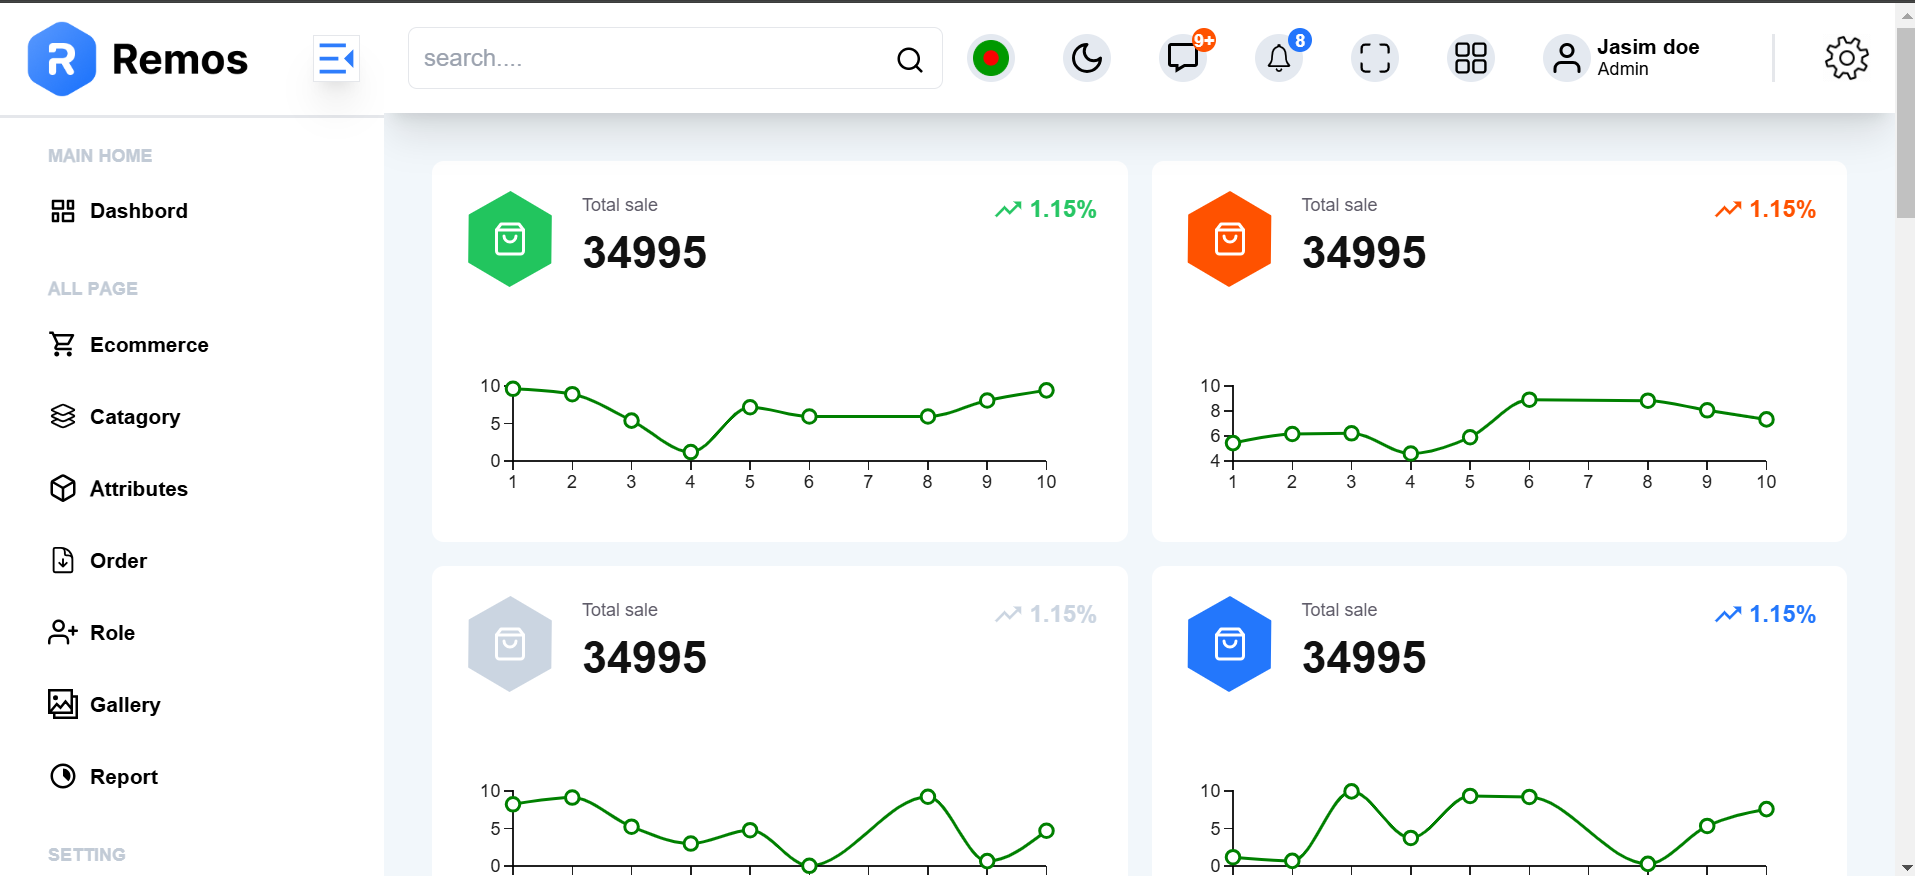 Remos
search....
9+
8
Jasim doe
Admin
MAIN HOME
Dashbord
ALL PAGE
Ecommerce
Catagory
Attributes
Order
Role
Gallery
Report
SETTING
Total sale
1.15%
34995
10
5
0
1 2 3 4 5 6 7 8 9 10
Total sale
1.15%
34995
10
8
6
4
1 2 3 4 5 6 7 8 9 10
Total sale
1.15%
34995
10
5
0
Total sale
1.15%
34995
10
5
0